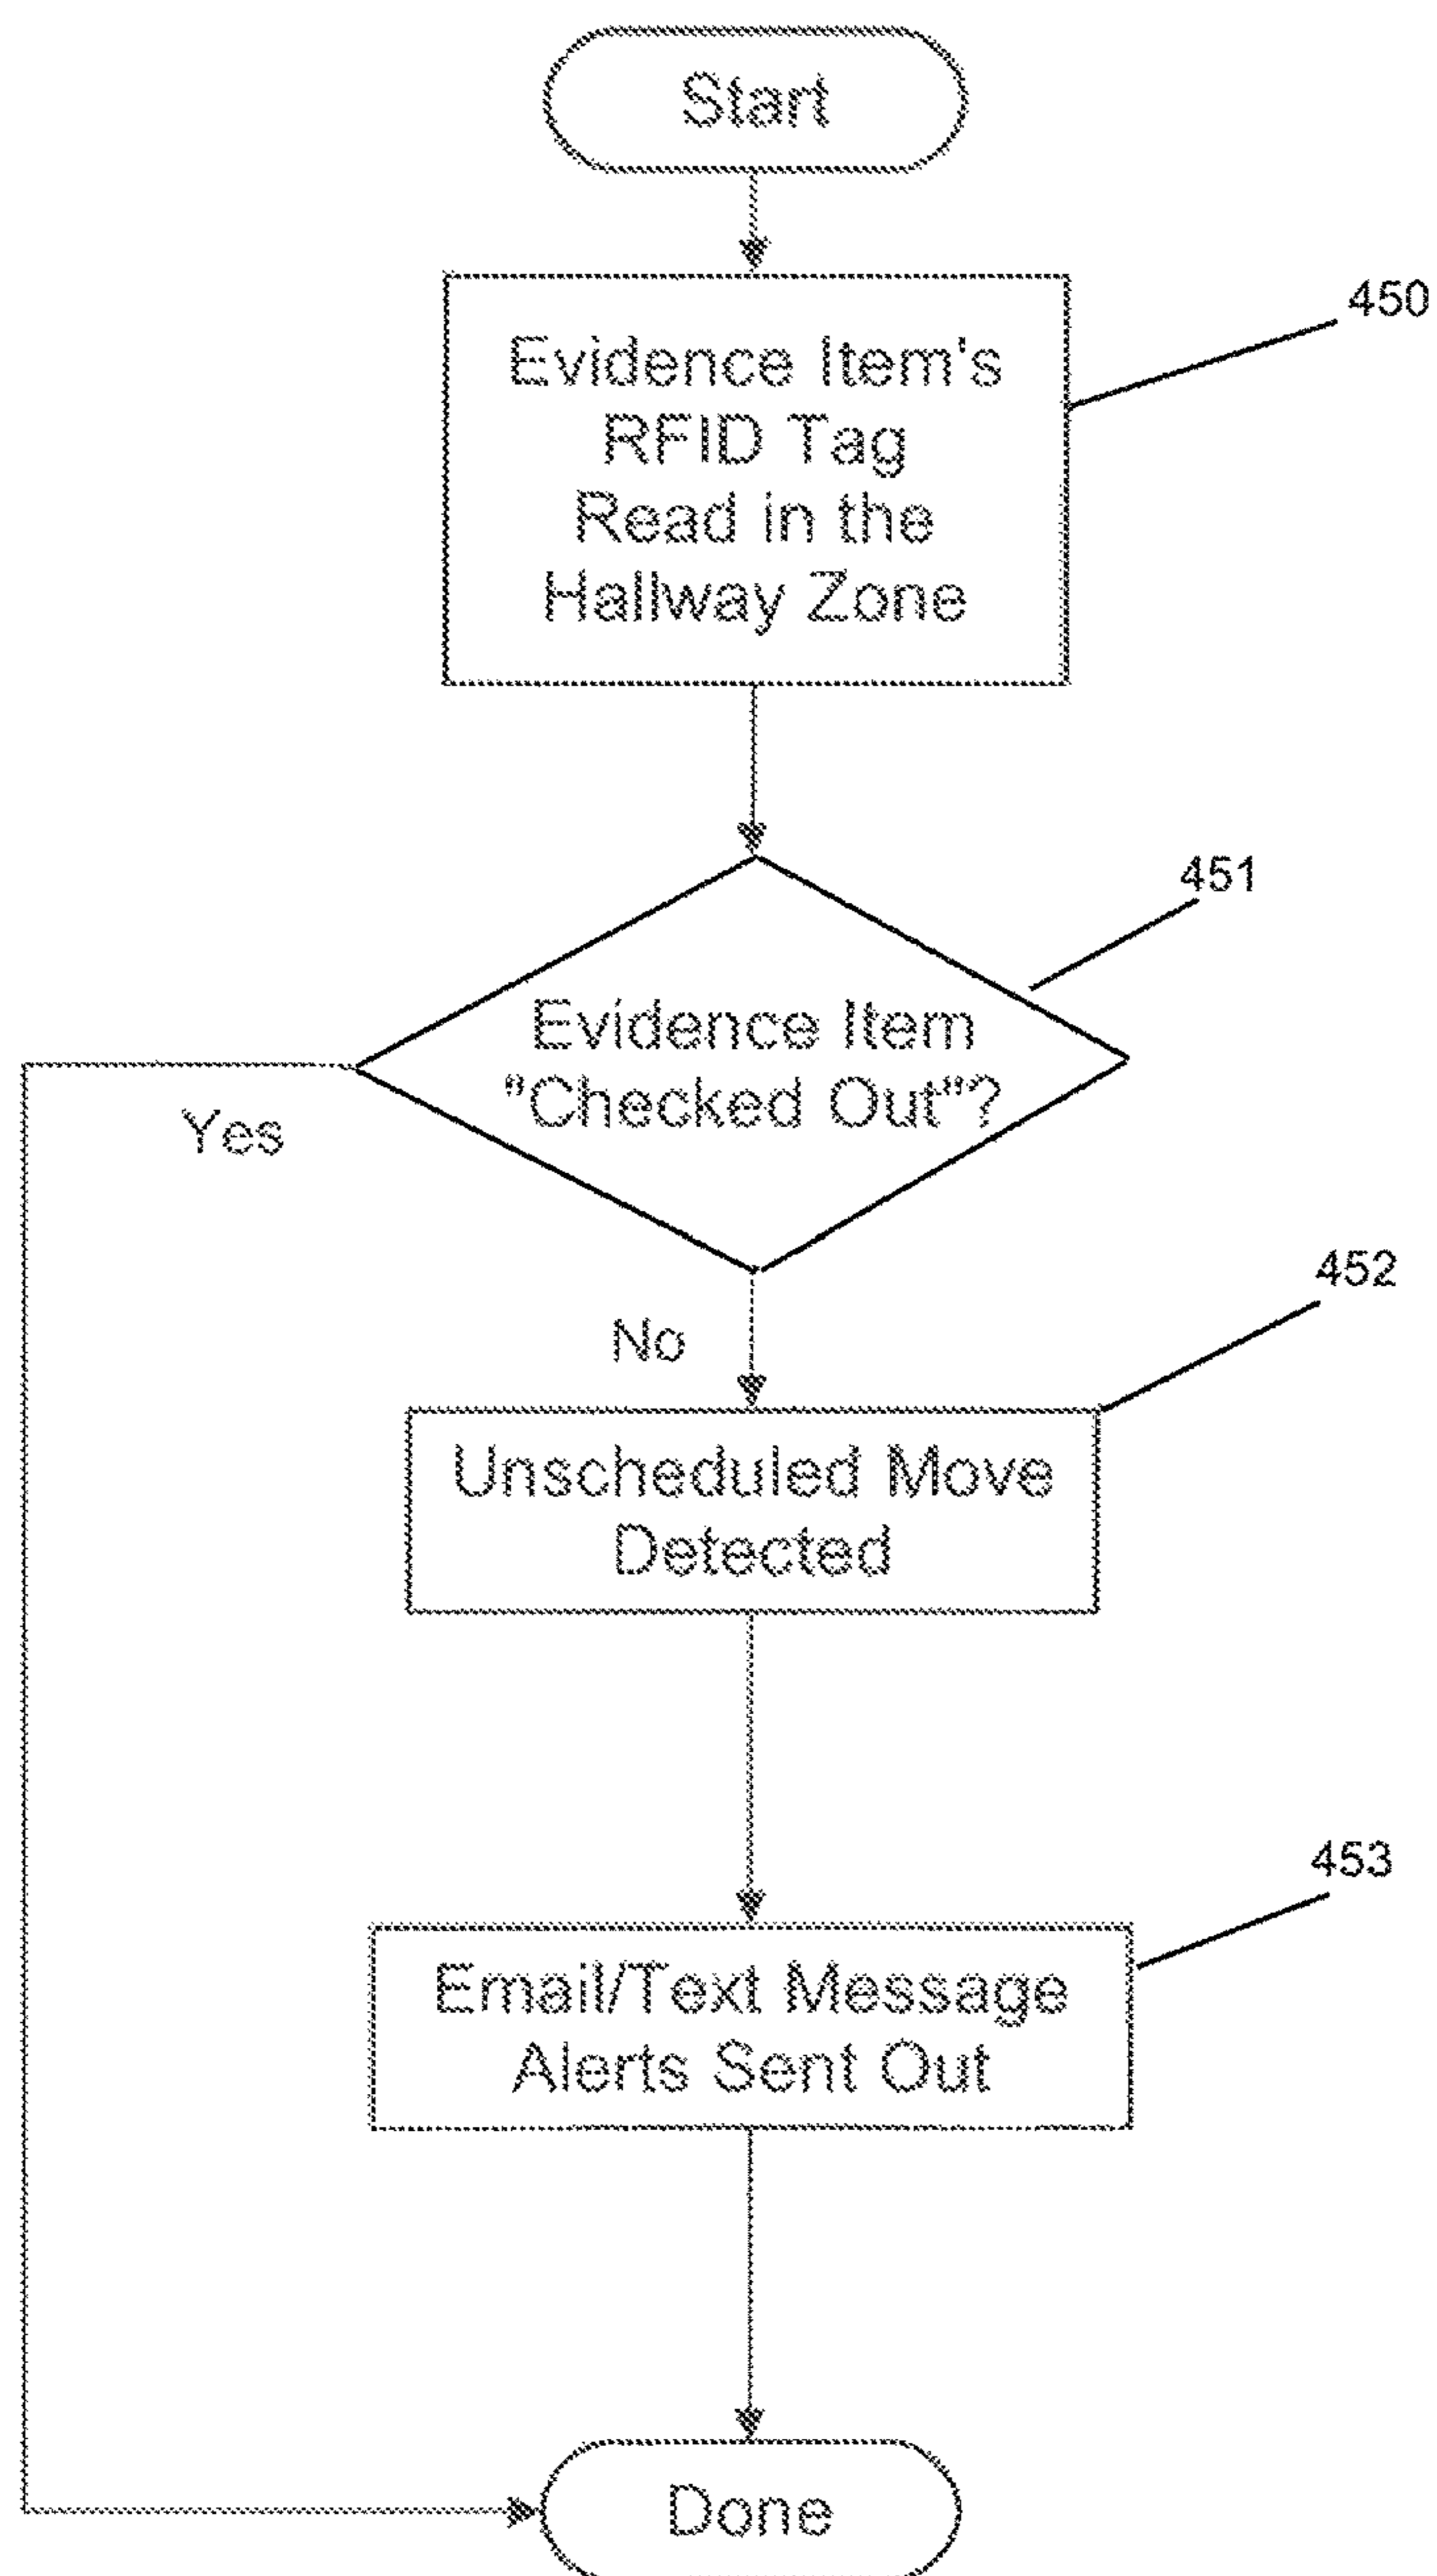 Start
450
Evidence Item's
RFID Tag
Read in the
Hallway Zone
451
Evidence Item
"Checked Out"?
Yes
452
No
Unscheduled Move
Detected
453
Email/Text Message
Alerts Sent Out
Done